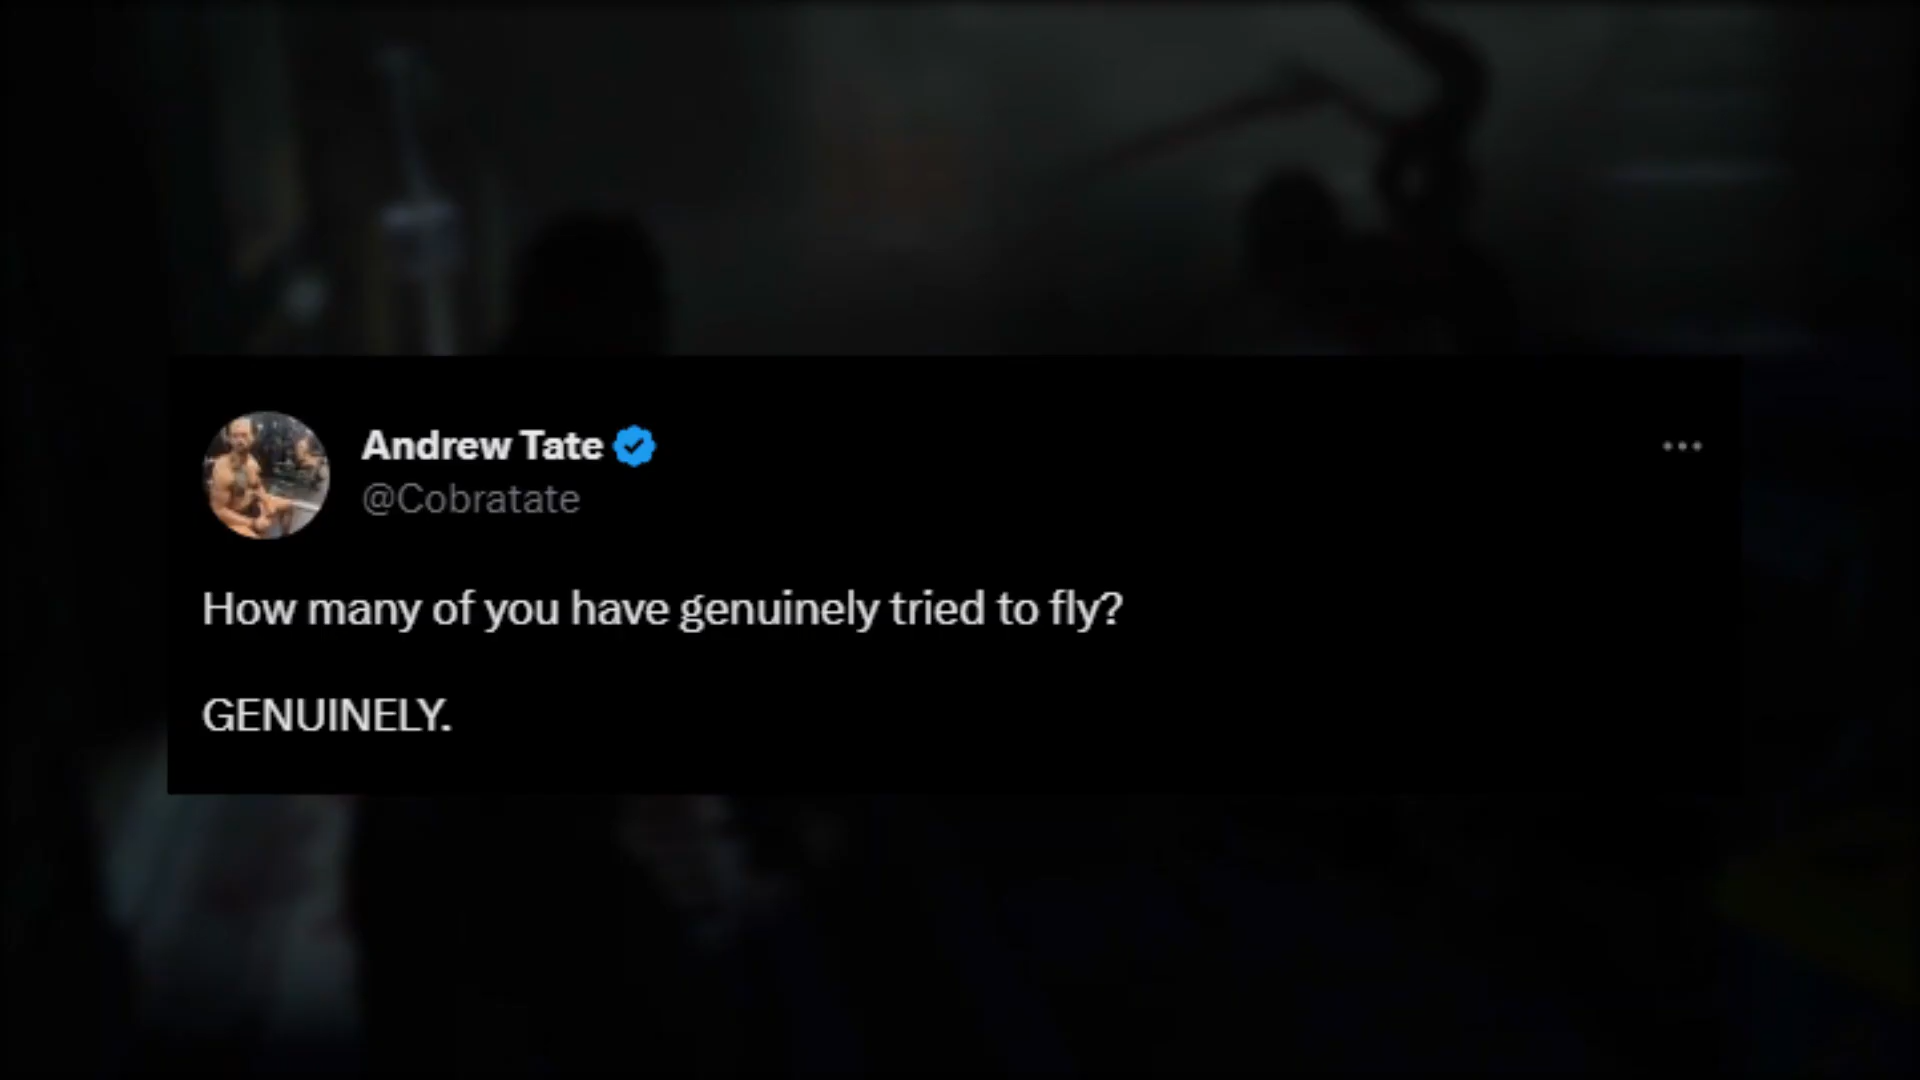 Andrew Tate
@Cobratate
How many of you have genuinely tried to fly?
GENUINELY.